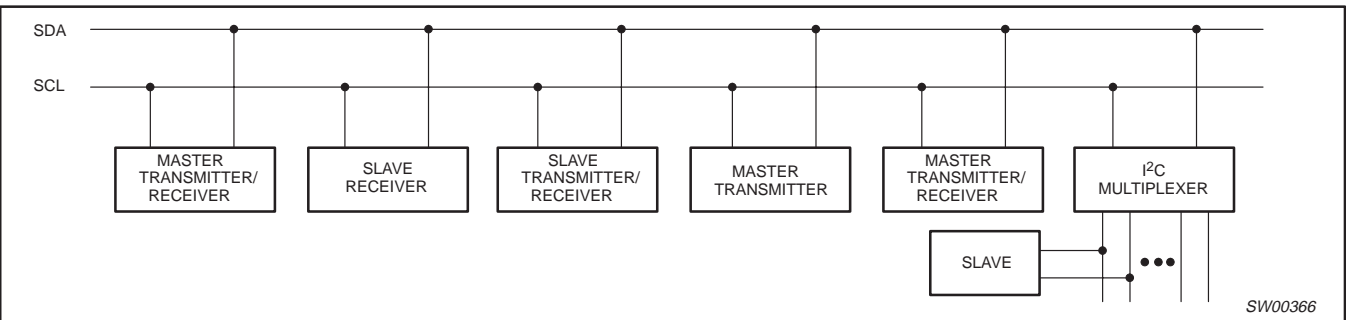 SDA
SCL
MASTER
TRANSMITTER/
RECEIVER
SLAVE
RECEIVER
SLAVE
TRANSMITTER/
RECEIVER
MASTER
TRANSMITTER
MASTER
TRANSMITTER/
RECEIVER
I²C
MULTIPLEXER
SLAVE
SW00366